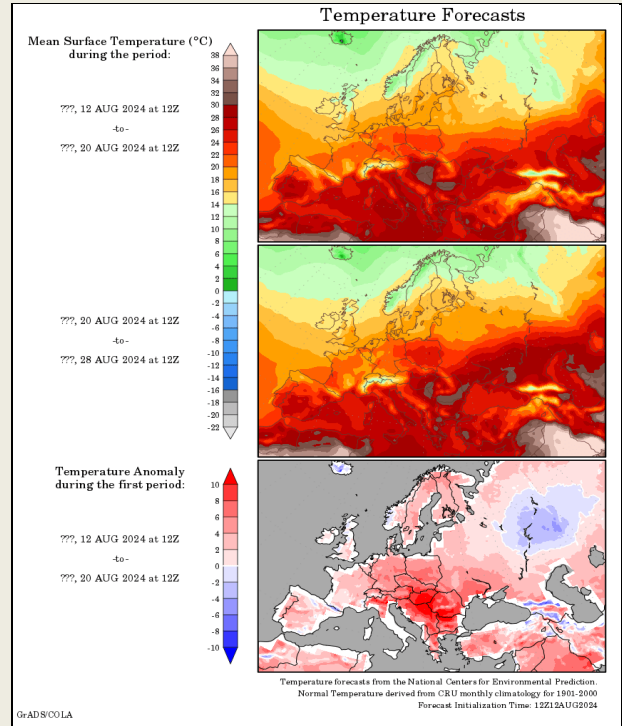 Temperature Forecasts
Mean Surface Temperature (°C)
during the period:
???, 12 AUG 2024 at 12Z
-to-
???, 20 AUG 2024 at 12Z
38
36
34
32
30
28
26
24
22
20
18
16
14
12
10
8
6
4
2
0
-2
-4
-6
-8
-10
-12
-14
-16
-18
-20
-22
???, 20 AUG 2024 at 12Z
-to-
???, 28 AUG 2024 at 12Z
Temperature Anomaly
during the first period:
???, 12 AUG 2024 at 12Z
-to-
???, 20 AUG 2024 at 12Z
10
8
6
4
2
0
-2
-4
-6
-8
-10
Temperature forecasts from the National Centers for Environmental Prediction.
Normal Temperature derived from CRU monthly climatology for 1901-2000
Forecast Initialization Time: 12Z12AUG2024
GrADS/COLA